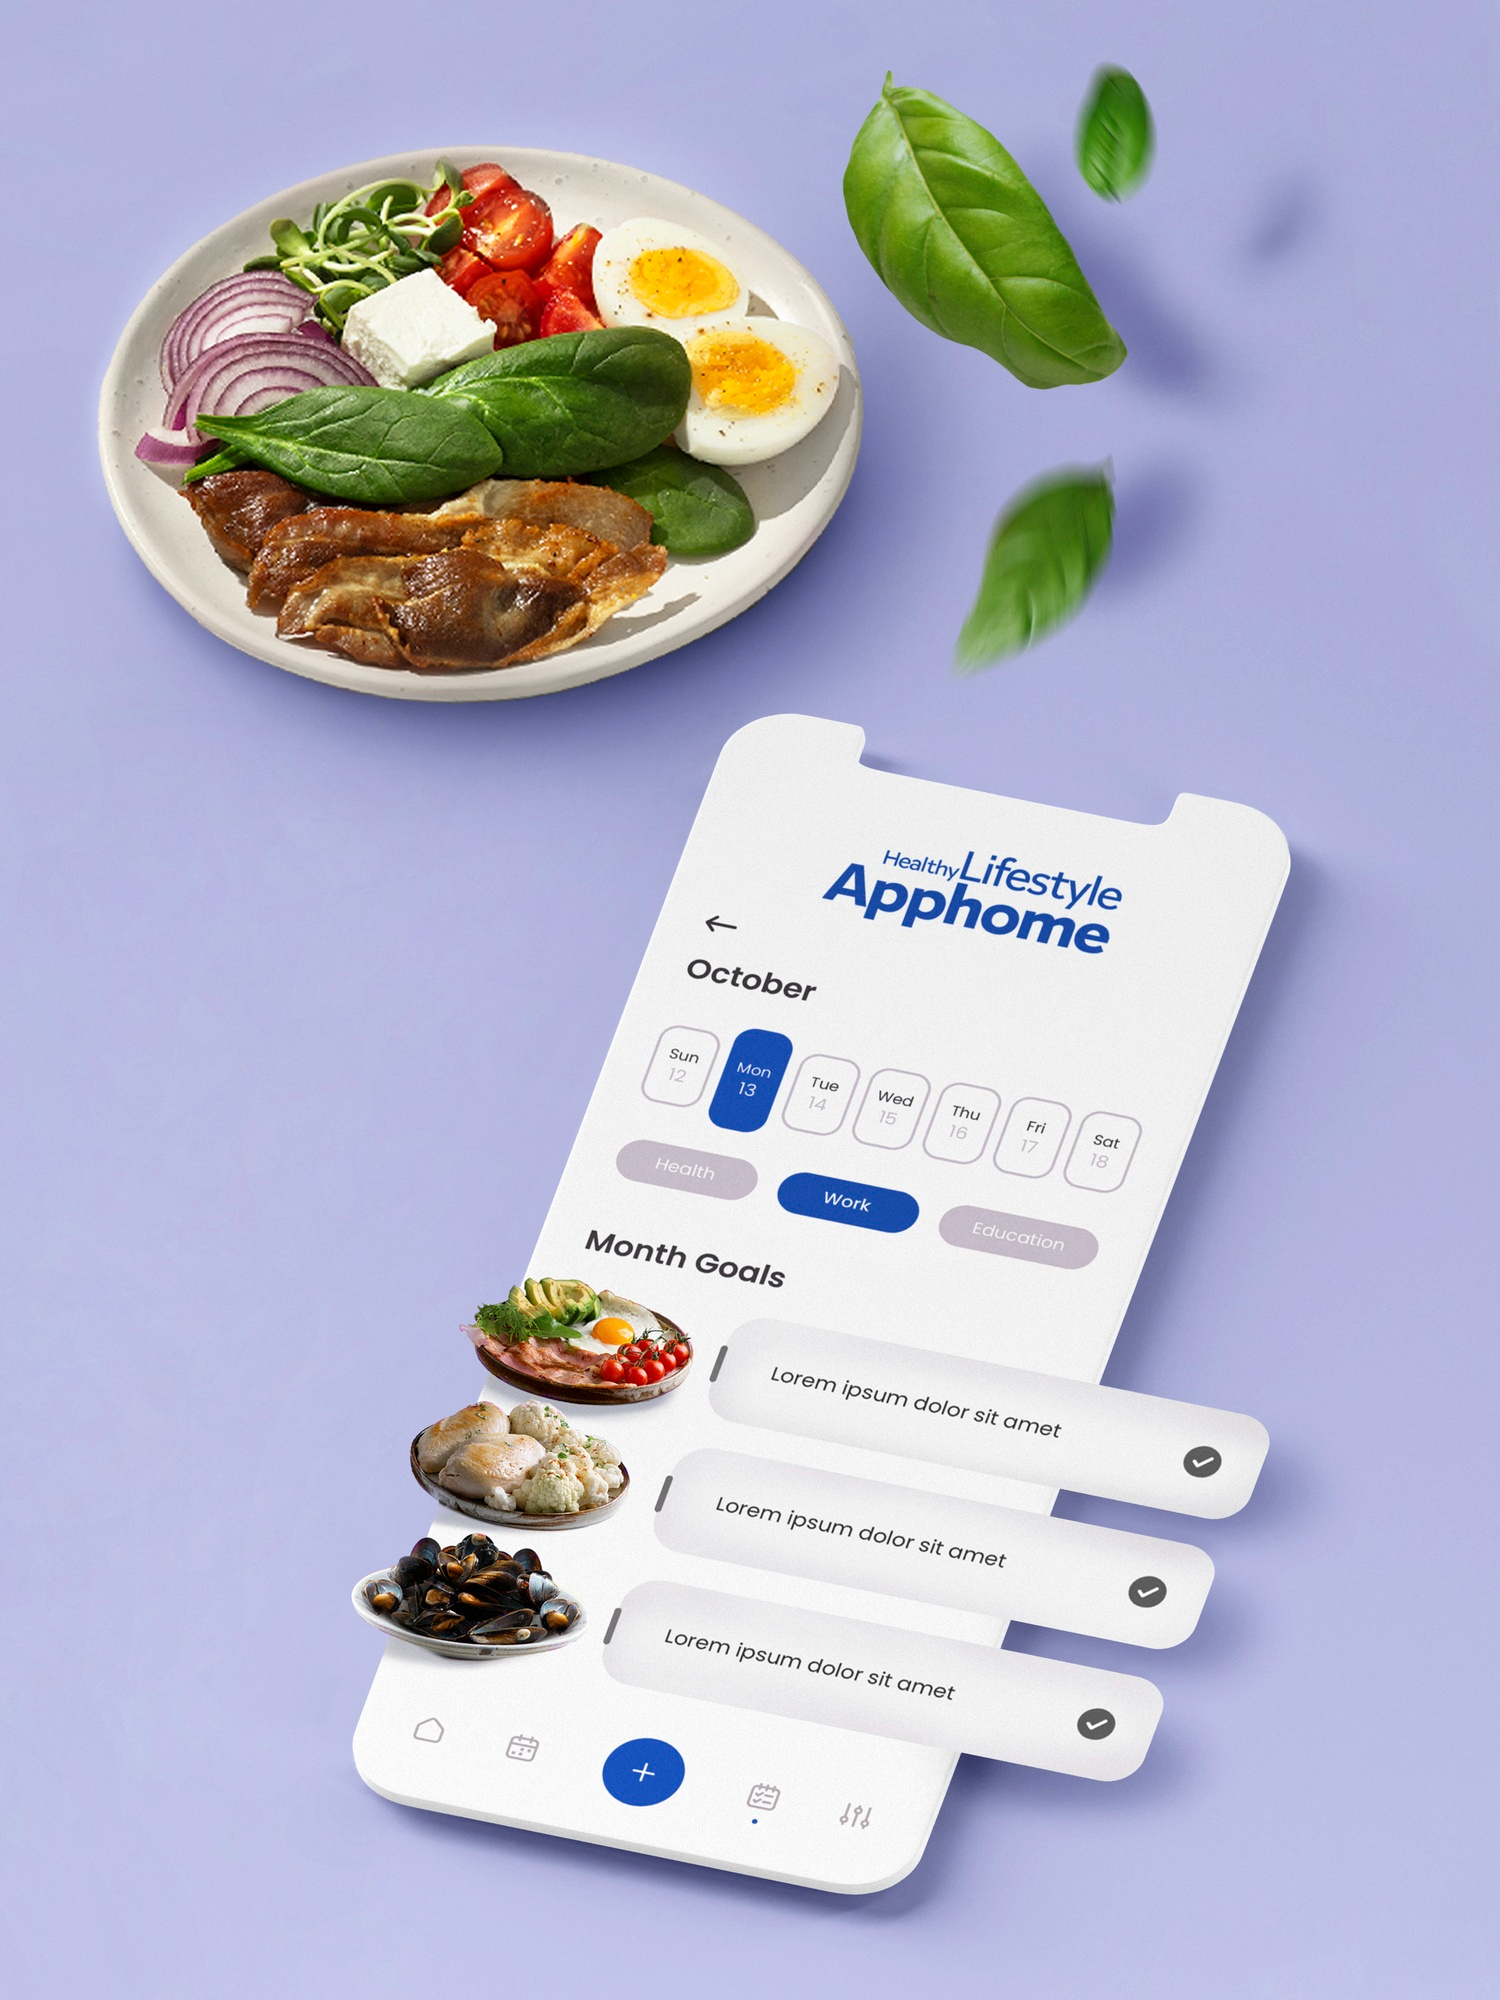 Healthy Lifestyle
Apphome
October
Sun Mon Tue Wed Thu Fri Sat
12 13 14 15 16 17 18
Health Work Education
Month Goals
Lorem ipsum dolor sit amet
Lorem ipsum dolor sit amet
Lorem ipsum dolor sit amet